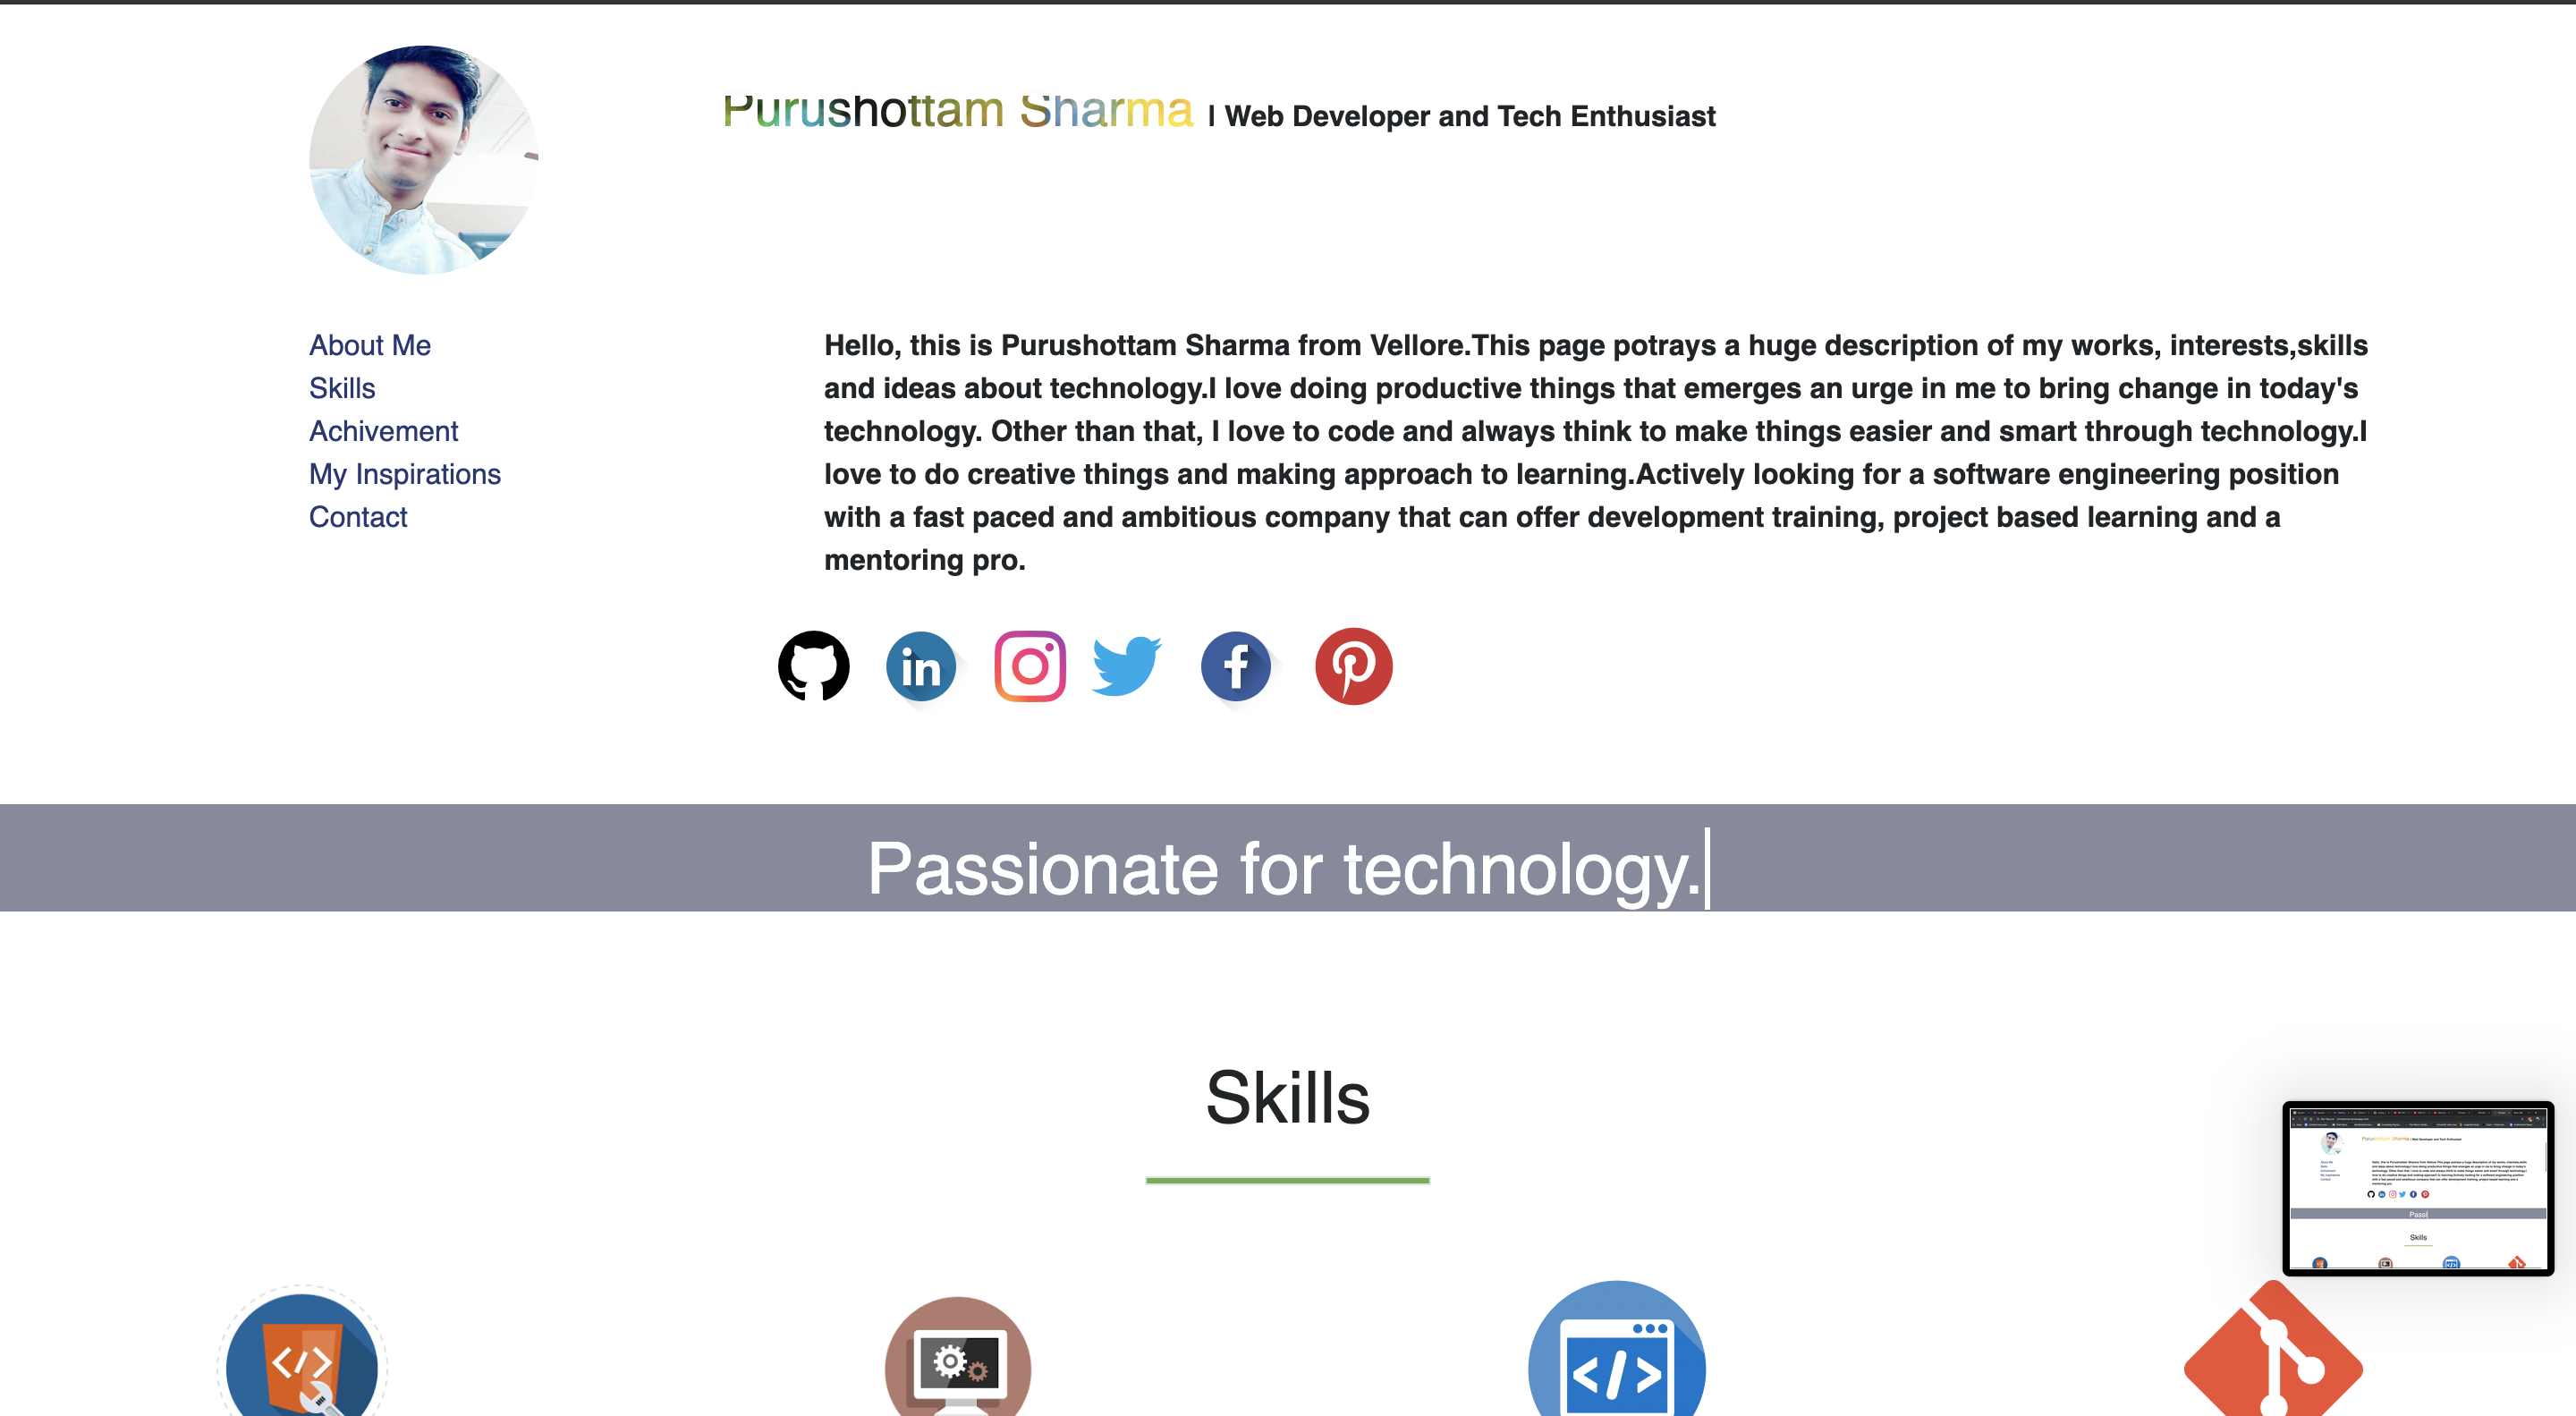 Purushottam Sharma | Web Developer and Tech Enthusiast
About Me
Skills
Achivement
My Inspirations
Contact
Hello, this is Purushottam Sharma from Vellore.This page potrays a huge description of my works, interests,skills
and ideas about technology.I love doing productive things that emerges an urge in me to bring change in today's
technology. Other than that, I love to code and always think to make things easier and smart through technology.I
love to do creative things and making approach to learning.Actively looking for a software engineering position
with a fast paced and ambitious company that can offer development training, project based learning and a
mentoring pro.
in
Passionate for technology.
Skills
</>
</>
Passi
Skills